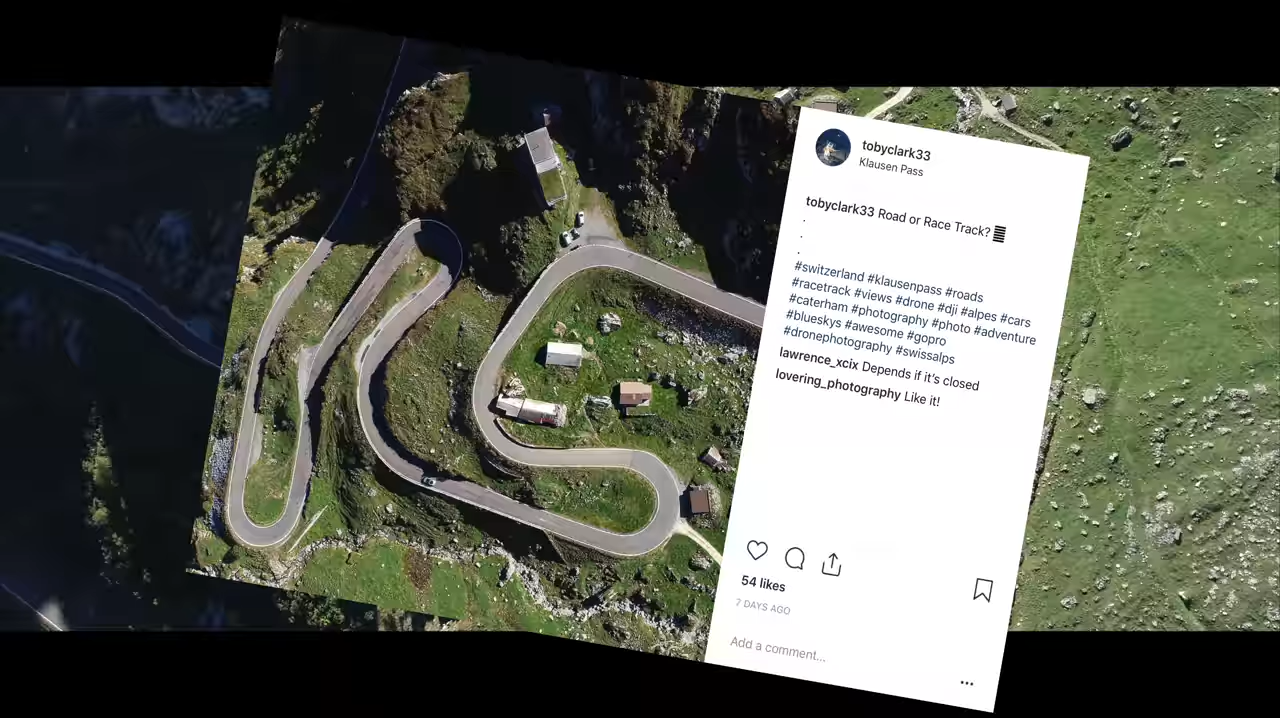 tobyclark33
Klausen Pass
tobyclark33 Road or Race Track?
.
.
.
#switzerland #klausenpass #roads
#racetrack #views #drone #dji #alpes #cars
#caterham #photography #photo #adventure
#blueskys #awesome #gopro
#dronephotography #swissalps
lawrence_xcix Depends if it's closed
lovering_photography Like it!
54 likes
7 DAYS AGO
Add a comment...